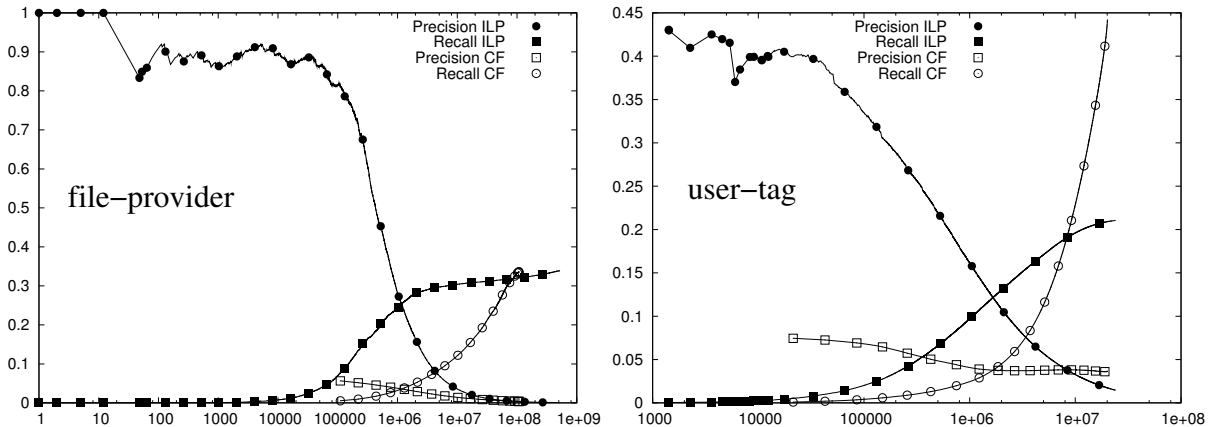 1
0.9
0.8
0.7
0.6
0.5
0.4
0.3
0.2
0.1
0
1 10 100 1000 10000 100000 1e+06 1e+07 1e+08 1e+09
Precision ILP
Recall ILP
Precision CF
Recall CF
file−provider
0.45
0.4
0.35
0.3
0.25
0.2
0.15
0.1
0.05
0
1000 10000 100000 1e+06 1e+07 1e+08
Precision ILP
Recall ILP
Precision CF
Recall CF
user−tag